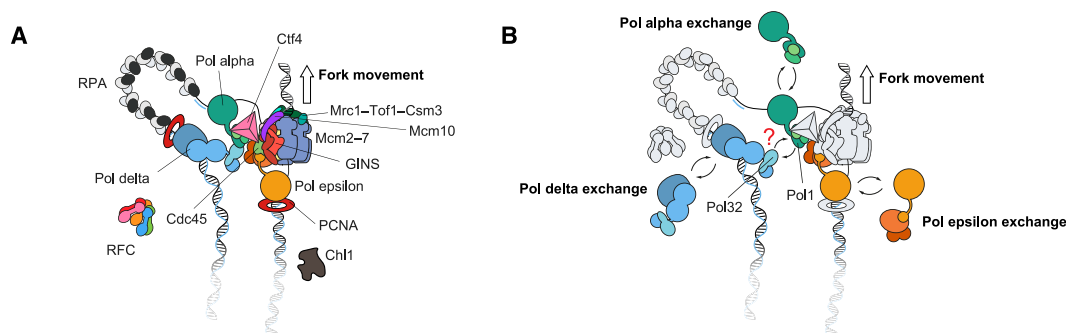 A
Ctf4
Pol alpha
RPA
Fork movement
Mrc1–Tof1–Csm3
Mcm10
Mcm2–7
GINS
Pol delta
Pol epsilon
Cdc45
PCNA
RFC
Chl1
B
Pol alpha exchange
Fork movement
?
Pol delta exchange
Pol32
Pol1
Pol epsilon exchange